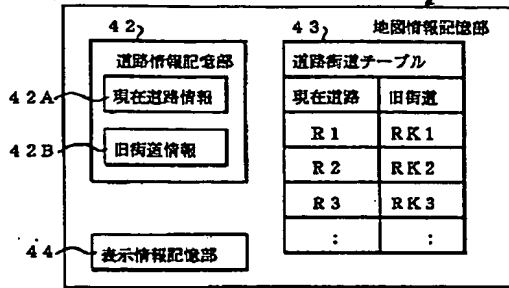 42
道路情報記憶部
42A
現在道路情報
42B
旧街道情報
44
表示情報記憶部
43
地図情報記憶部
道路街道テーブル
現在道路 旧街道
R1 RK1
R2 RK2
R3 RK3
: :